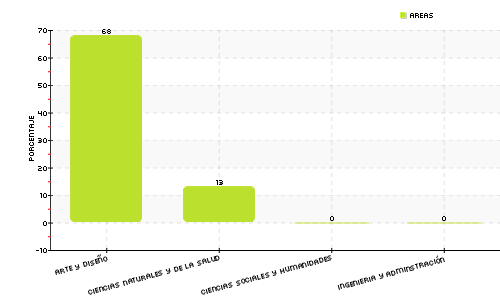 AREAS
70
60
50
40
30
20
10
0
-10
PORCENTAJE
68
13
0
0
ARTE Y DISEÑO
CIENCIAS NATURALES Y DE LA SALUD
CIENCIAS SOCIALES Y HUMANIDADES
INGENIERIA Y ADMINSTRACIÓN